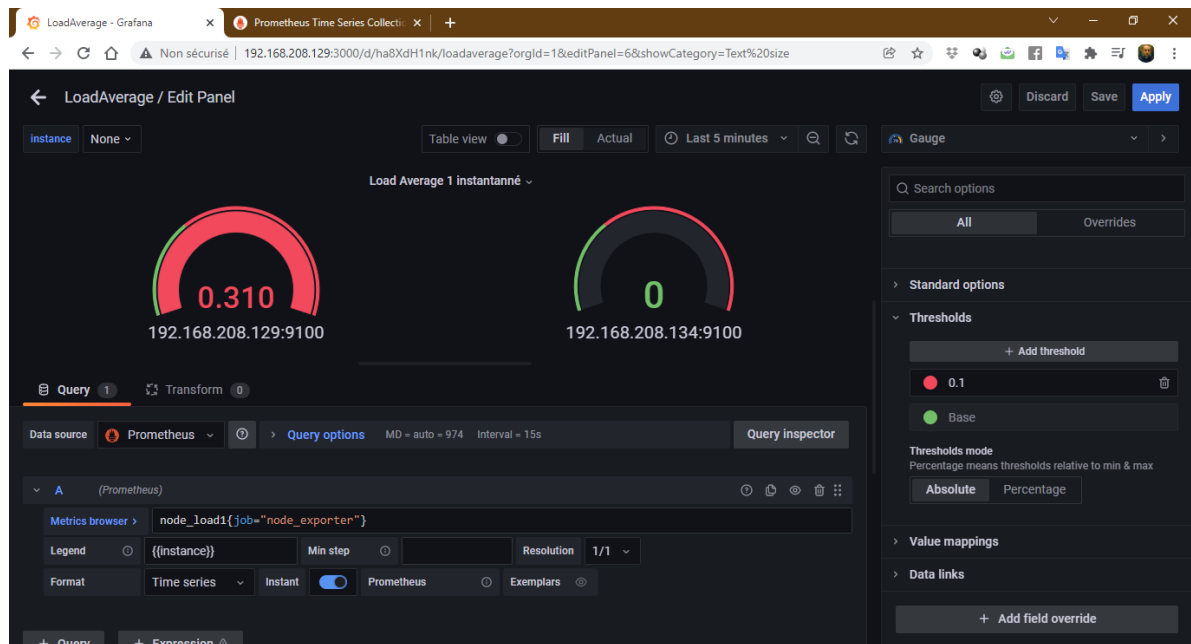 LoadAverage - Grafana
Prometheus Time Series Collectic
Non sécurisé 192.168.208.129:3000/d/ha8XdH1nk/loadaverage?orgId=1&editPanel=6&showCategory=Text%20size
LoadAverage / Edit Panel
Discard Save Apply
instance None
Table view Fill Actual Last 5 minutes
Gauge
Load Average 1 instantanné
0.310
192.168.208.129:9100
0
192.168.208.134:9100
Search options
All Overrides
Standard options
Thresholds
+ Add threshold
0.1
Base
Thresholds mode
Percentage means thresholds relative to min & max
Absolute Percentage
Value mappings
Data links
+ Add field override
Query 1 Transform 0
Data source Prometheus > Query options MD = auto = 974 Interval = 15s Query inspector
A (Prometheus)
Metrics browser > node_load1{job="node_exporter"}
Legend {{instance}} Min step Resolution 1/1
Format Time series Instant Prometheus Exemplars
+ Query + Expression